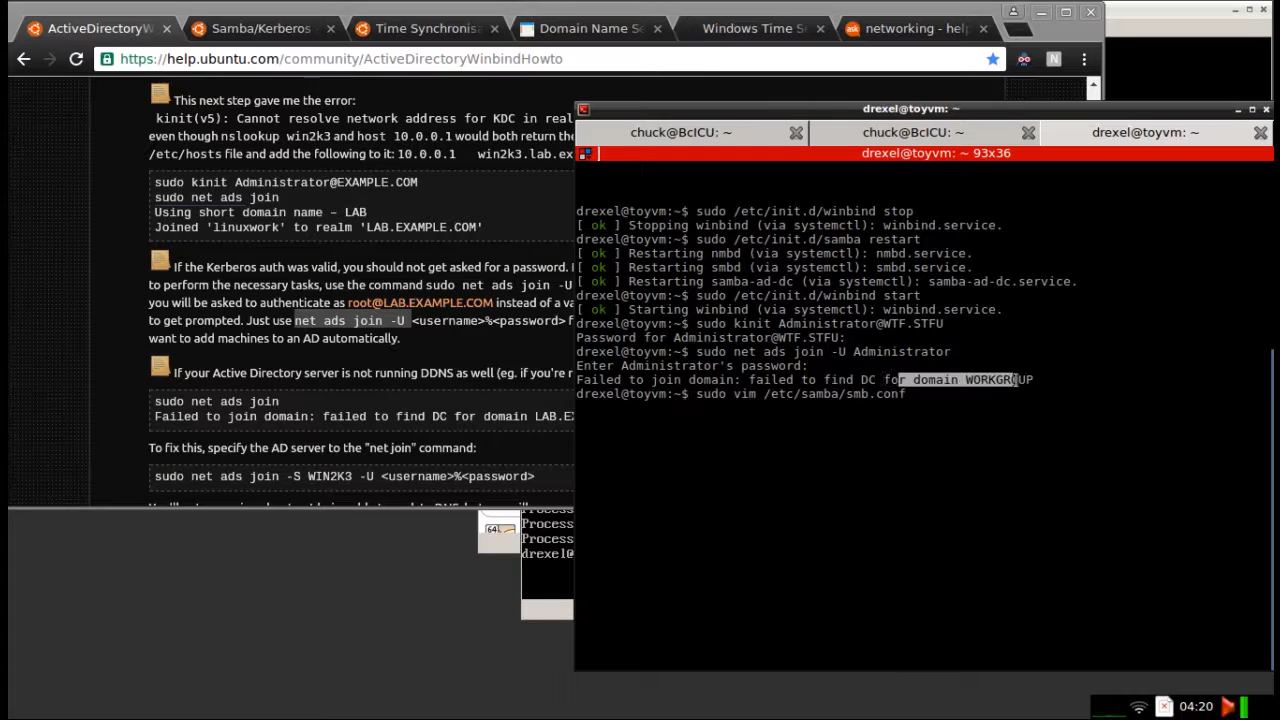 ActiveDirectoryW
Samba/Kerberos
Time Synchronis
Domain Name Se
Windows Time Se
networking - help
https://help.ubuntu.com/community/ActiveDirectoryWinbindHowto
This next step gave me the error:
kinit(v5): Cannot resolve network address for KDC in real
even though nslookup win2k3 and host 10.0.0.1 would both return the
/etc/hosts file and add the following to it: 10.0.0.1 win2k3.lab.ex
sudo kinit Administrator@EXAMPLE.COM
sudo net ads join
Using short domain name – LAB
Joined 'linuxwork' to realm 'LAB.EXAMPLE.COM'
If the Kerberos auth was valid, you should not get asked for a password.
to perform the necessary tasks, use the command sudo net ads join -U
you will be asked to authenticate as root@LAB.EXAMPLE.COM instead of a va
to get prompted. Just use net ads join -U <username>%<password> f
want to add machines to an AD automatically.
If your Active Directory server is not running DDNS as well (eg. if you're r
sudo net ads join
Failed to join domain: failed to find DC for domain LAB.EX
To fix this, specify the AD server to the "net join" command:
sudo net ads join -S WIN2K3 -U <username>%<password>
64
Process
Process
Process
drexel@
drexel@toyvm: ~
chuck@BcICU: ~
chuck@BcICU: ~
drexel@toyvm: ~
drexel@toyvm: ~ 93x36
drexel@toyvm:~$ sudo /etc/init.d/winbind stop
[ ok ] Stopping winbind (via systemctl): winbind.service.
drexel@toyvm:~$ sudo /etc/init.d/samba restart
[ ok ] Restarting nmbd (via systemctl): nmbd.service.
[ ok ] Restarting smbd (via systemctl): smbd.service.
[ ok ] Restarting samba-ad-dc (via systemctl): samba-ad-dc.service.
drexel@toyvm:~$ sudo /etc/init.d/winbind start
[ ok ] Starting winbind (via systemctl): winbind.service.
drexel@toyvm:~$ sudo kinit Administrator@WTF.STFU
Password for Administrator@WTF.STFU:
drexel@toyvm:~$ sudo net ads join -U Administrator
Enter Administrator's password:
Failed to join domain: failed to find DC for domain WORKGROUP
drexel@toyvm:~$ sudo vim /etc/samba/smb.conf
04:20